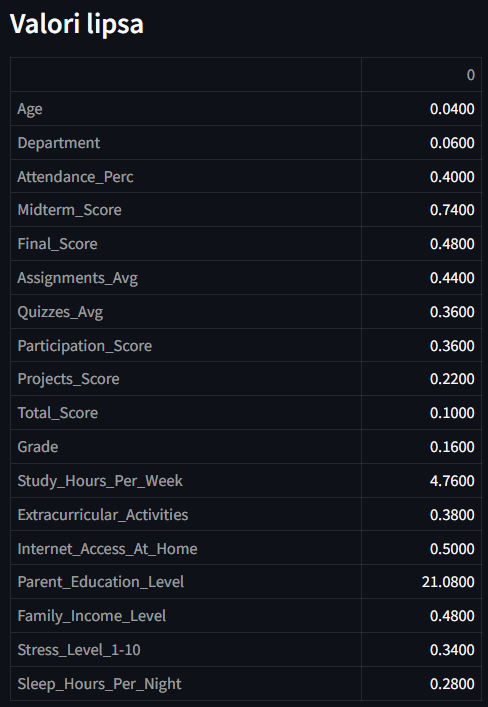 Valori lipsa
0
Age 0.0400
Department 0.0600
Attendance_Perc 0.4000
Midterm_Score 0.7400
Final_Score 0.4800
Assignments_Avg 0.4400
Quizzes_Avg 0.3600
Participation_Score 0.3600
Projects_Score 0.2200
Total_Score 0.1000
Grade 0.1600
Study_Hours_Per_Week 4.7600
Extracurricular_Activities 0.3800
Internet_Access_At_Home 0.5000
Parent_Education_Level 21.0800
Family_Income_Level 0.4800
Stress_Level_1-10 0.3400
Sleep_Hours_Per_Night 0.2800